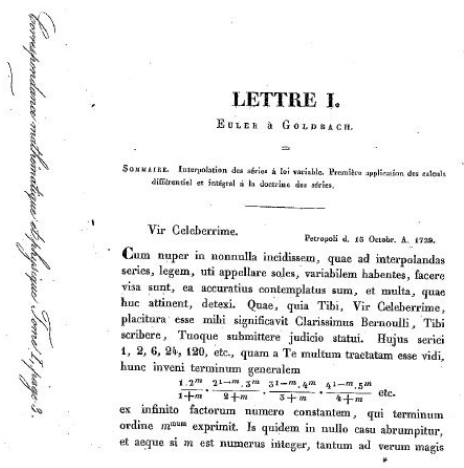 Correspondance mathématique et physique. Tome I, page 3.
LETTRE I.
EULER à GOLDBACH.
SOMMAIRE. Interpolation des séries à loi variable. Première application des calculs
différentiel et intégral à la doctrine des séries.
Vir Celeberrime.
Petropoli d. 13 Octobr. A. 1729.
Cum nuper in nonnulla incidissem, quae ad interpolandas
series, legem, uti appellare soles, variabilem habentes, facere
visa sunt, ea accuratius contemplatus sum, et multa, quae
huc attinent, detexi. Quae, quia Tibi, Vir Celeberrime,
placitura esse mihi significavit Clarissimus Bernoulli, Tibi
scribere, Tuoque submittere judicio statui. Hujus seriei
1, 2, 6, 24, 120, etc., quam a Te multum tractatam esse vidi,
hunc inveni terminum generalem
1.2^m/1+m · 2^1−m.3^m/2+m · 3^1−m.4^m/3+m · 4^1−m.5^m/4+m etc.
ex infinito factorum numero constantem, qui terminum
ordine m^num exprimit. Is quidem in nullo casu abrumpitur,
et aeque si m est numerus integer, tantum ad verum magis